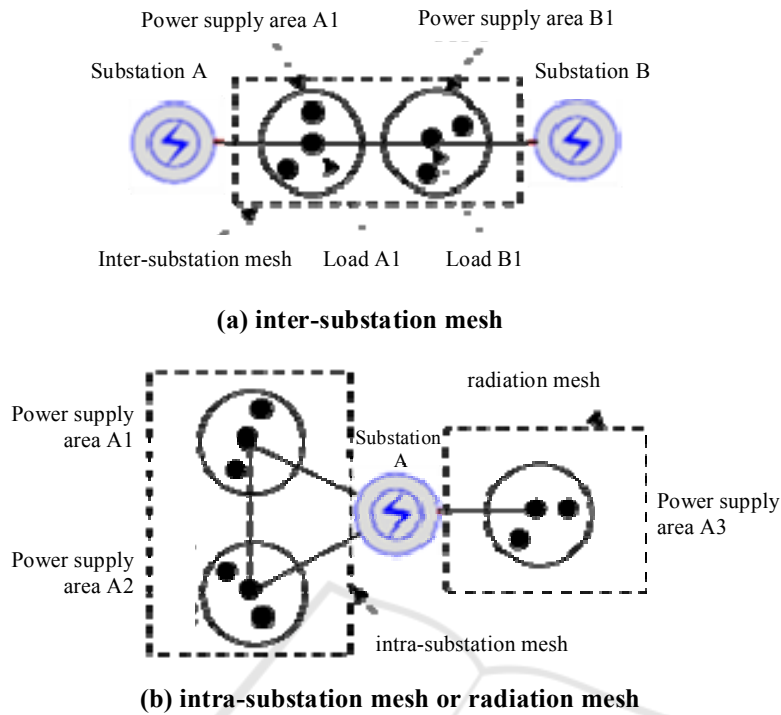 Power supply area A1
Power supply area B1
Substation A
Substation B
Inter-substation mesh
Load A1
Load B1
(a) inter-substation mesh
radiation mesh
Power supply
area A1
Substation
A
Power supply
area A3
Power supply
area A2
intra-substation mesh
(b) intra-substation mesh or radiation mesh